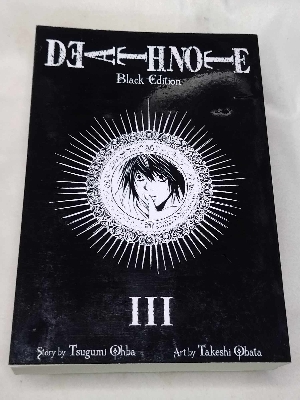 DEATH NOTE
Black Edition
III
Story by Tsugumi Ohba
Art by Takeshi Obata